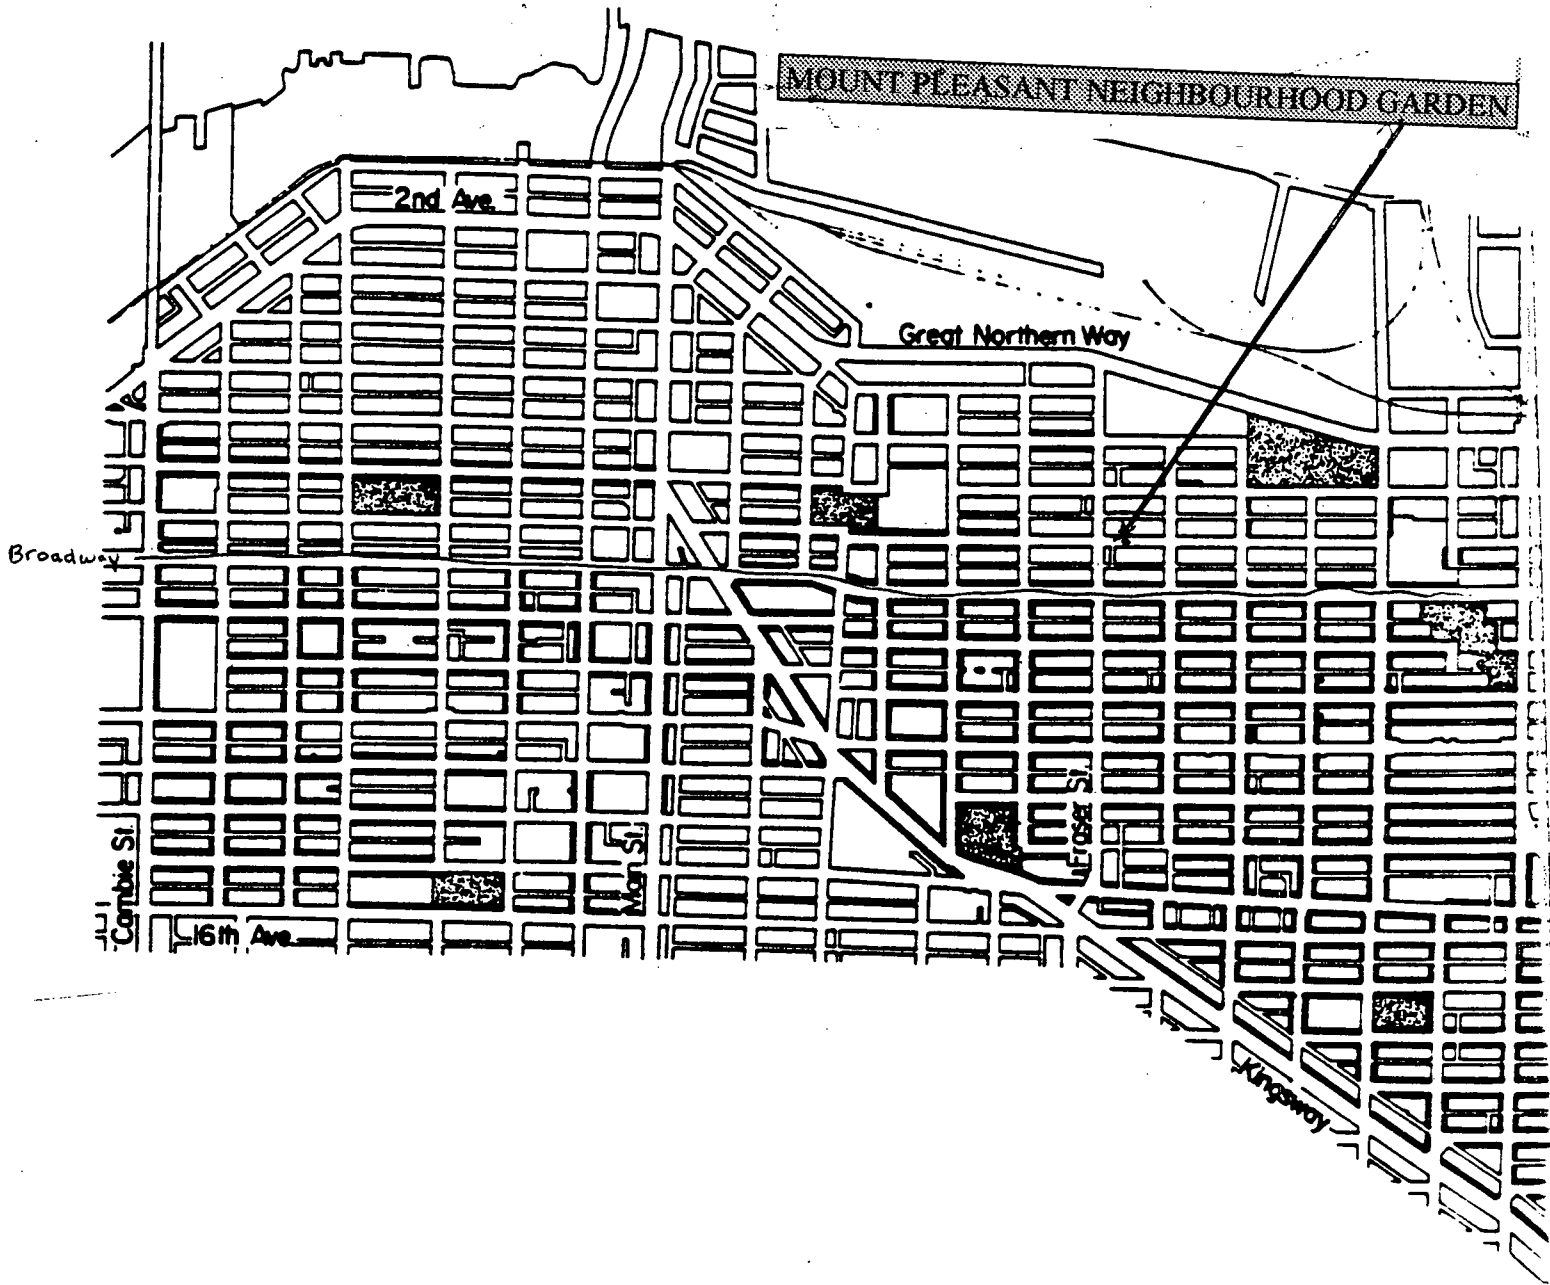 MOUNT PLEASANT NEIGHBOURHOOD GARDEN
2nd Ave.
Great Northern Way
Broadway
Fraser St.
Cambie St.
Main St.
16th Ave.
Kingsway